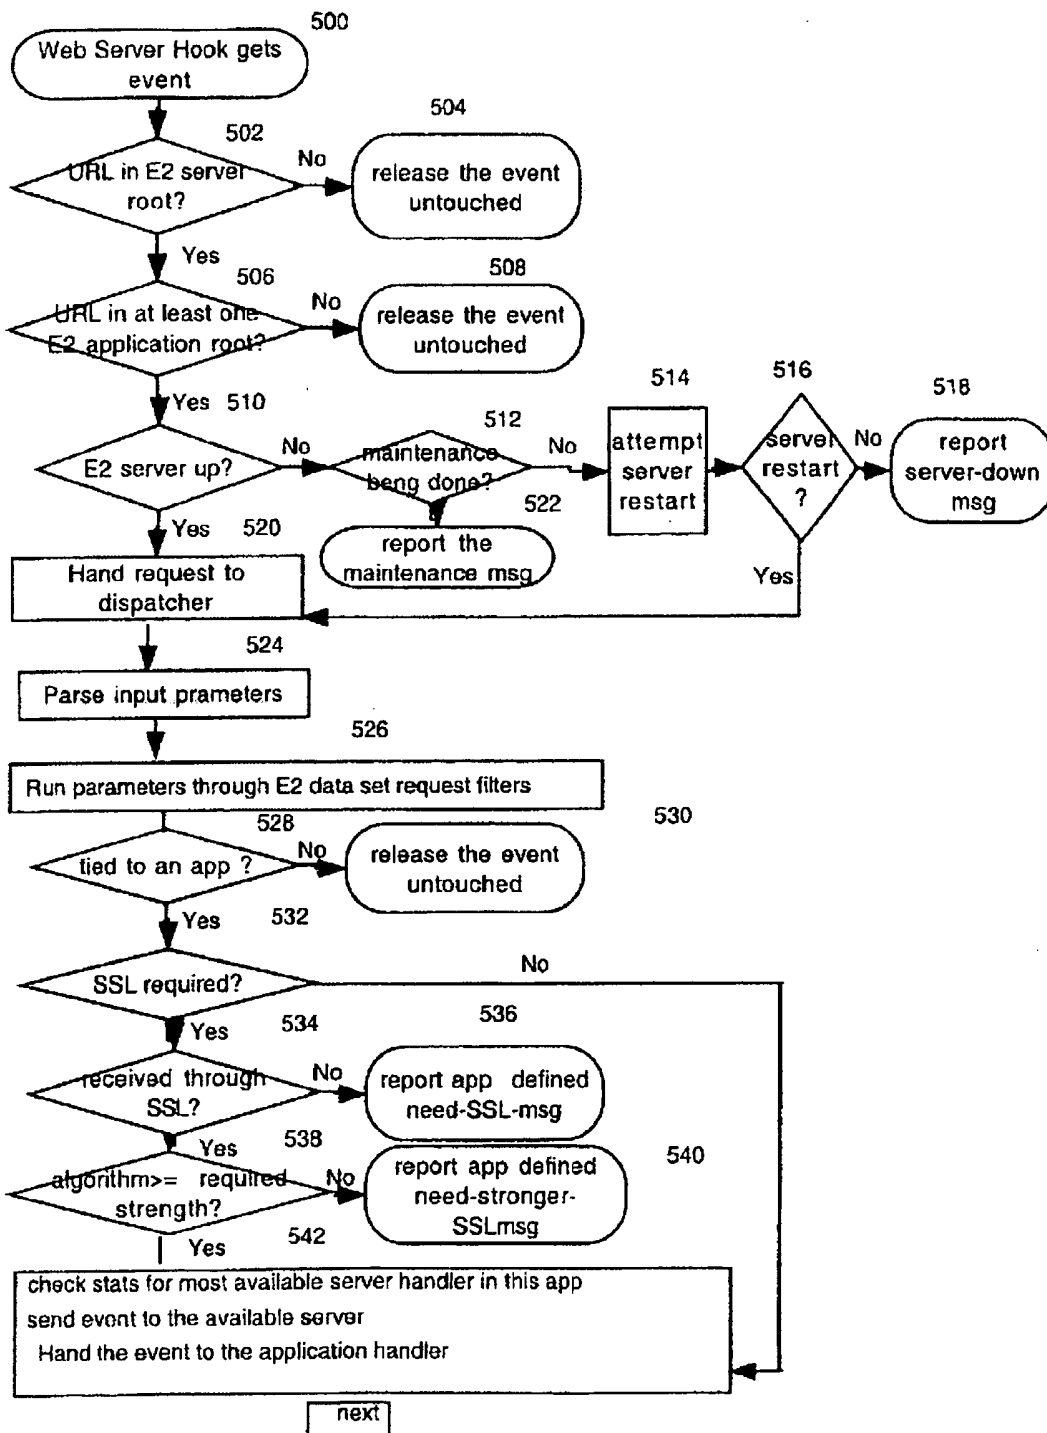 500
Web Server Hook gets
event
502
504
URL in E2 server
root?
No
release the event
untouched
Yes
506
508
URL in at least one
E2 application root?
No
release the event
untouched
Yes
510
512
514
516
518
E2 server up?
No
maintenance
beng done?
No
attempt
server
restart
server
restart
?
No
report
server-down
msg
Yes
520
522
report the
maintenance msg
Yes
Hand request to
dispatcher
524
Parse input prameters
526
Run parameters through E2 data set request filters
528
530
tied to an app ?
No
release the event
untouched
Yes
532
SSL required?
No
Yes
534
536
received through
SSL?
No
report app defined
need-SSL-msg
Yes
538
540
algorithm>= required
strength?
No
report app defined
need-stronger-
SSLmsg
Yes
542
check stats for most available server handler in this app
send event to the available server
Hand the event to the application handler
next